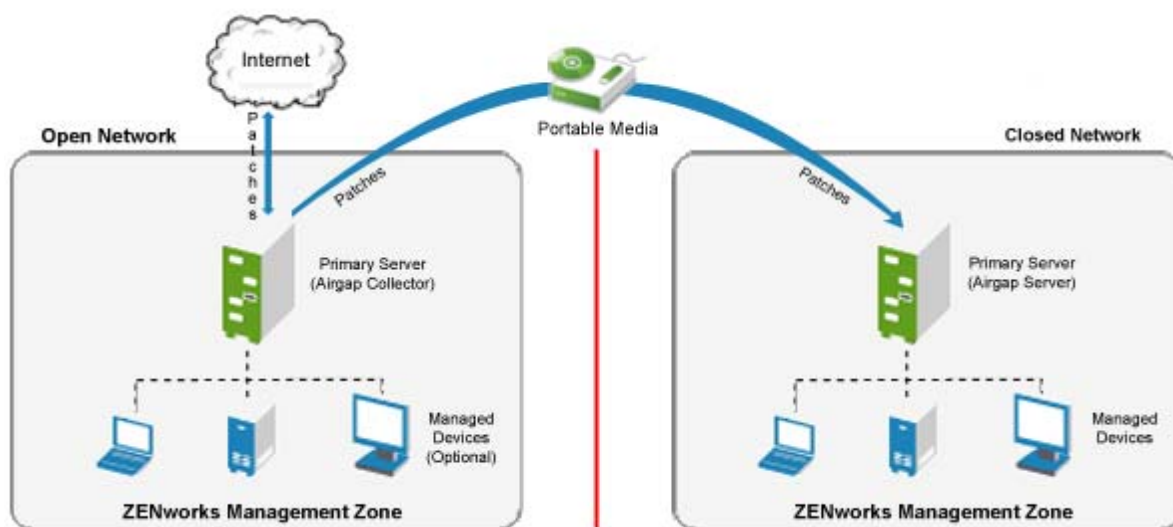 Internet
Patches
Portable Media
Open Network
Closed Network
Patches
Patches
Primary Server
(Airgap Collector)
Primary Server
(Airgap Server)
Managed
Devices
(Optional)
Managed
Devices
ZENworks Management Zone
ZENworks Management Zone